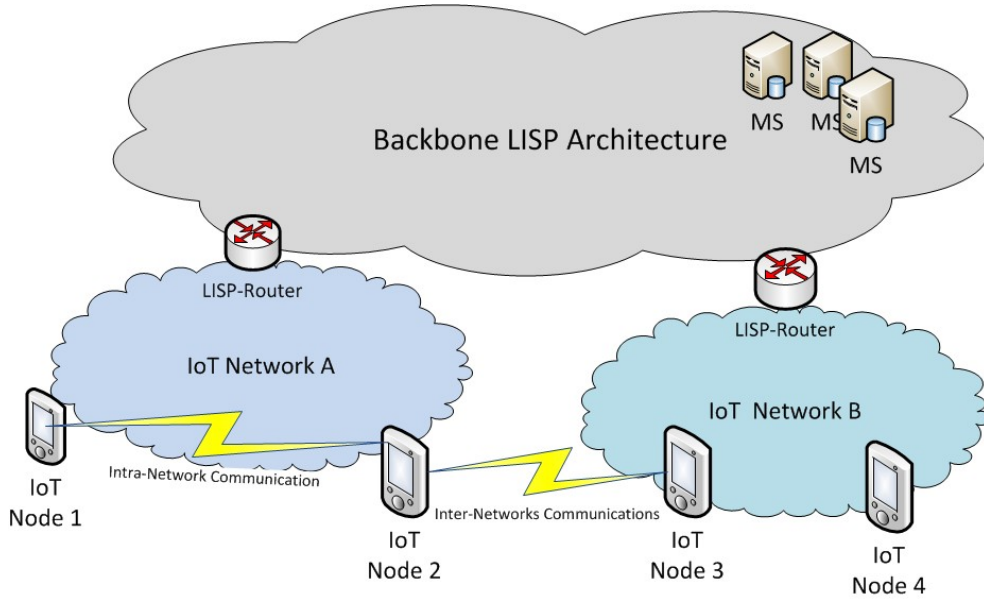 Backbone LISP Architecture
MS
MS
MS
LISP-Router
LISP-Router
IoT Network A
IoT Network B
Intra-Network Communication
Inter-Networks Communications
IoT
Node 1
IoT
Node 2
IoT
Node 3
IoT
Node 4